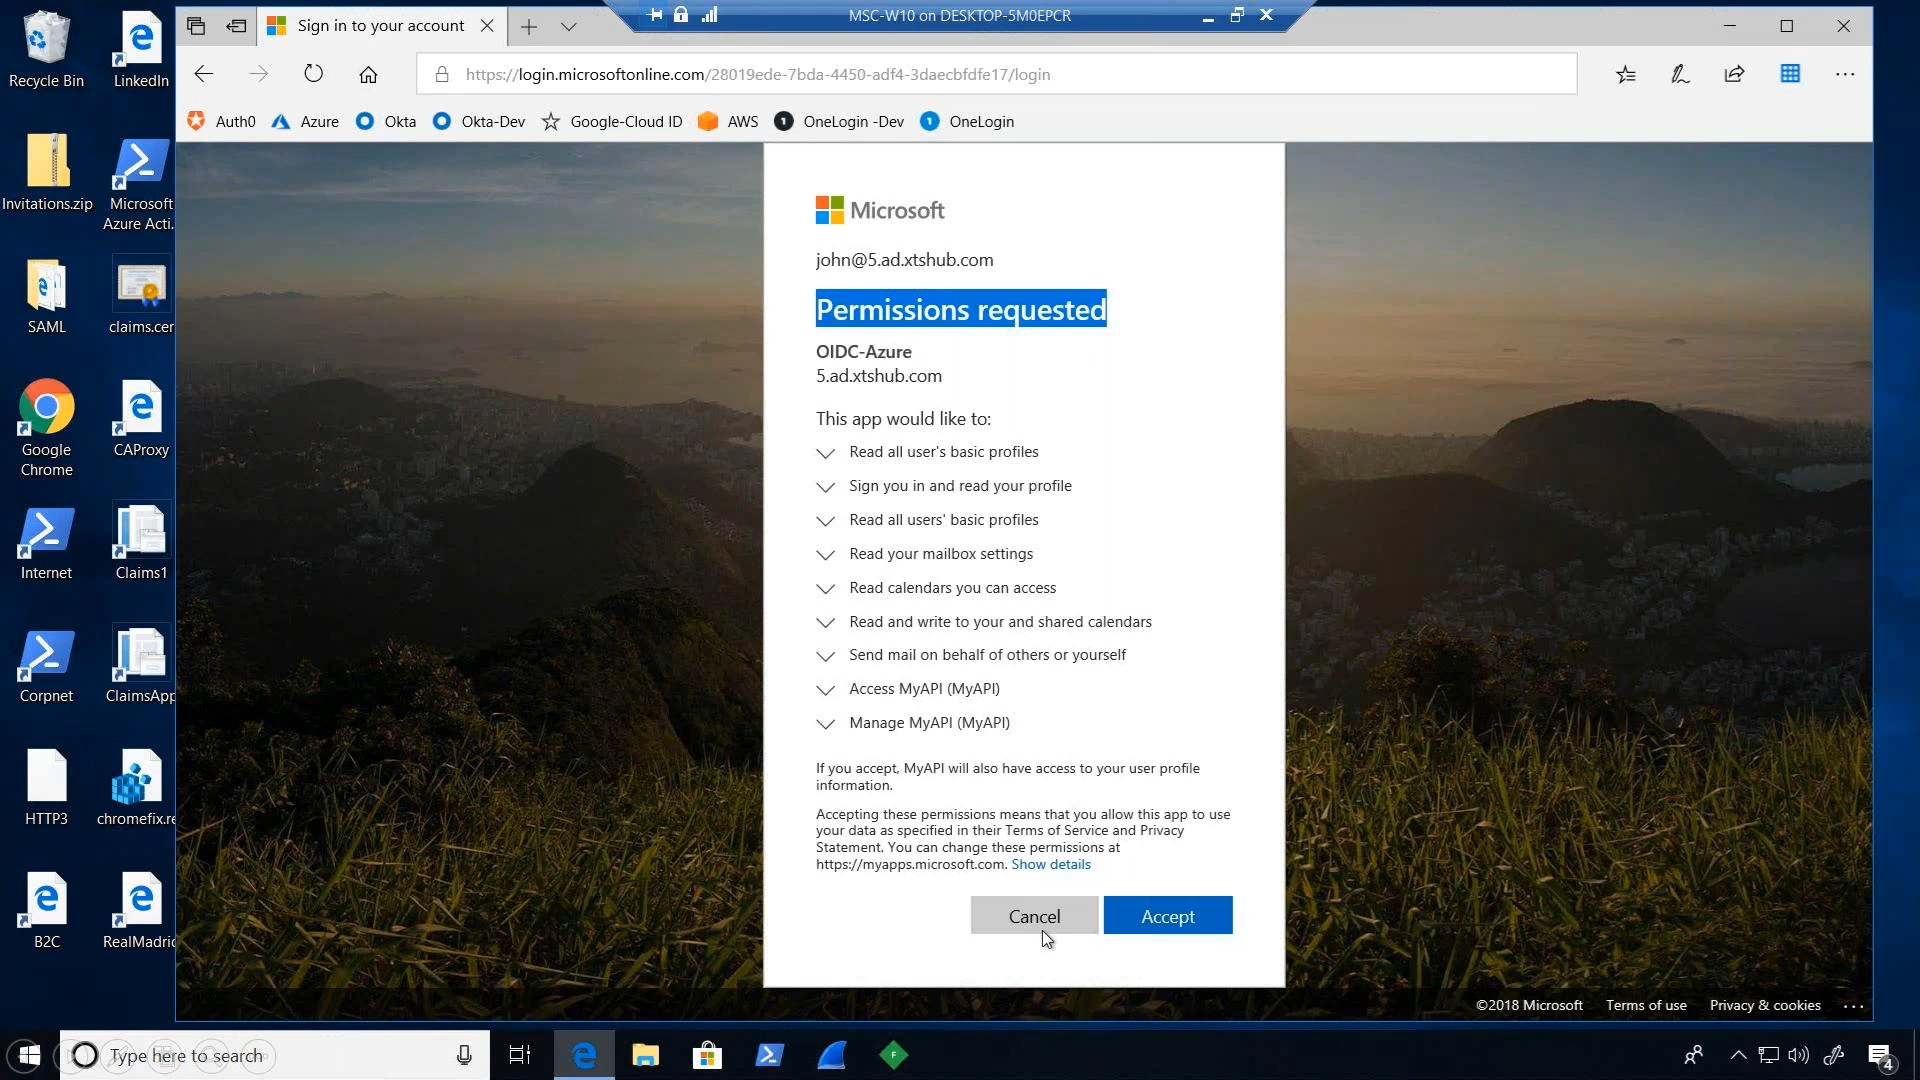 MSC-W10 on DESKTOP-5M0EPCR
Sign in to your account
https://login.microsoftonline.com/28019ede-7bda-4450-adf4-3daecbfdfe17/login
Auth0
Azure
Okta
Okta-Dev
Google-Cloud ID
AWS
OneLogin -Dev
OneLogin
Recycle Bin
LinkedIn
Invitations.zip
Microsoft
Azure Acti...
SAML
claims.cer
Google
Chrome
CAProxy
Internet
Claims1
Corpnet
ClaimsApp
HTTP3
chromefix.re
B2C
RealMadrid
Microsoft
john@5.ad.xtshub.com
Permissions requested
OIDC-Azure
5.ad.xtshub.com
This app would like to:
Read all user's basic profiles
Sign you in and read your profile
Read all users' basic profiles
Read your mailbox settings
Read calendars you can access
Read and write to your and shared calendars
Send mail on behalf of others or yourself
Access MyAPI (MyAPI)
Manage MyAPI (MyAPI)
If you accept, MyAPI will also have access to your user profile
information.
Accepting these permissions means that you allow this app to use
your data as specified in their Terms of Service and Privacy
Statement. You can change these permissions at
https://myapps.microsoft.com. Show details
Cancel
Accept
©2018 Microsoft
Terms of use
Privacy & cookies
Type here to search
4